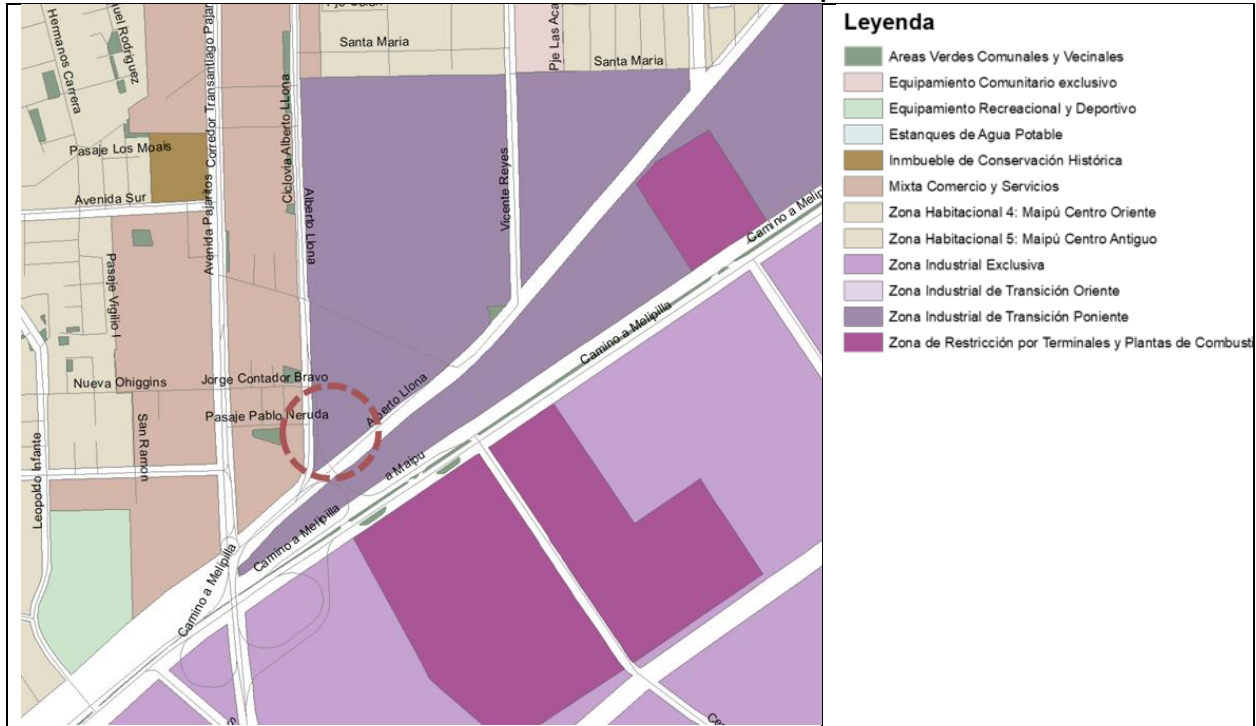 Leyenda
Areas Verdes Comunales y Vecinales
Equipamiento Comunitario exclusivo
Equipamiento Recreacional y Deportivo
Estanques de Agua Potable
Inmbueble de Conservación Histórica
Mixta Comercio y Servicios
Zona Habitacional 4: Maipú Centro Oriente
Zona Habitacional 5: Maipú Centro Antiguo
Zona Industrial Exclusiva
Zona Industrial de Transición Oriente
Zona Industrial de Transición Poniente
Zona de Restricción por Terminales y Plantas de Combusti
Hermanos Carrera
uel Rodriguez
Avenida Pajaritos Corredor Transantiago Pajar
Ciclovia Alberto LLona
Santa Maria
Pje Las Aca
Santa Maria
Pasaje Los Moais
Avenida Sur
Alberto Llona
Vicente Reyes
Camino a Melip
Pasaje Vigilio I
Camino a Melipilla
Nueva Ohiggins
Jorge Contador Bravo
Alberto Llona
Pasaje Pablo Neruda
San Ramon
Leopoldo Infante
a Maipu
Camino a Melipilla
Camino a Melipilla